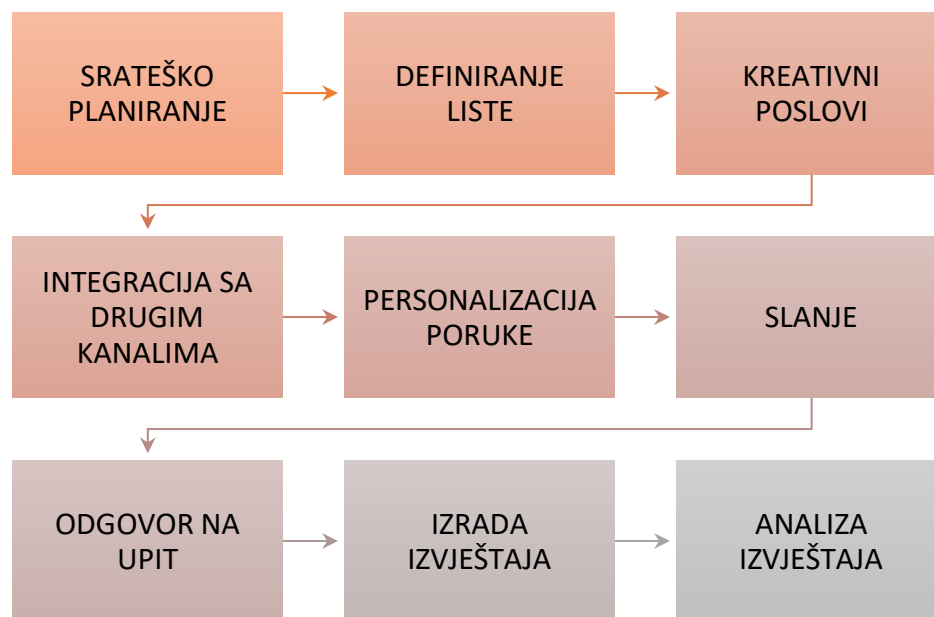 SRATEŠKO
PLANIRANJE
DEFINIRANJE
LISTE
KREATIVNI
POSLOVI
INTEGRACIJA SA
DRUGIM
KANALIMA
PERSONALIZACIJA
PORUKE
SLANJE
ODGOVOR NA
UPIT
IZRADA
IZVJEŠTAJA
ANALIZA
IZVJEŠTAJA